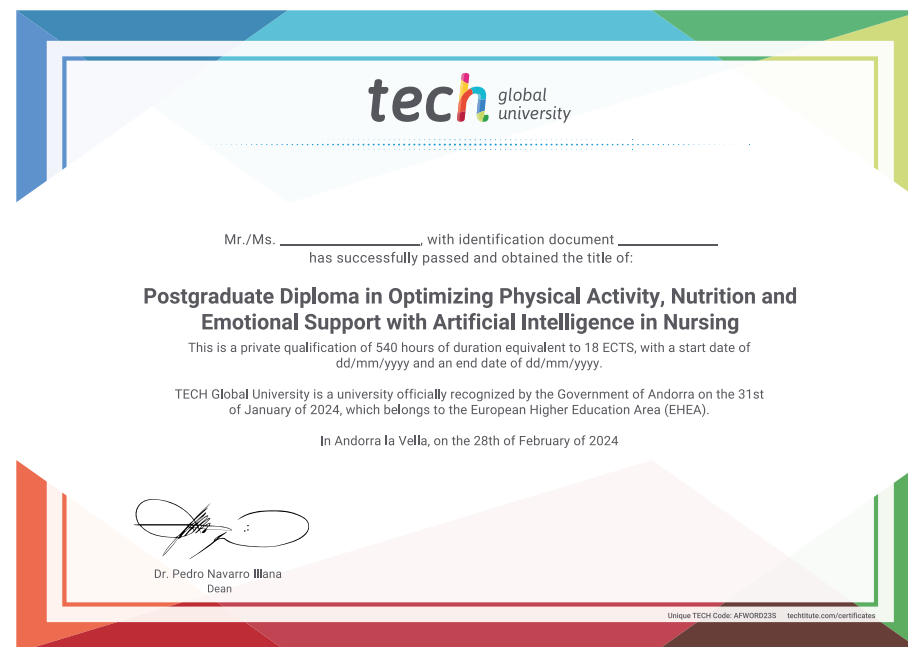 tech global
university
Mr./Ms. ____________, with identification document ____________
has successfully passed and obtained the title of:
Postgraduate Diploma in Optimizing Physical Activity, Nutrition and
Emotional Support with Artificial Intelligence in Nursing
This is a private qualification of 540 hours of duration equivalent to 18 ECTS, with a start date of
dd/mm/yyyy and an end date of dd/mm/yyyy.
TECH Global University is a university officially recognized by the Government of Andorra on the 31st
of January of 2024, which belongs to the European Higher Education Area (EHEA).
In Andorra la Vella, on the 28th of February of 2024
Dr. Pedro Navarro Illana
Dean
Unique TECH Code: AFWORD23S techtitute.com/certificates